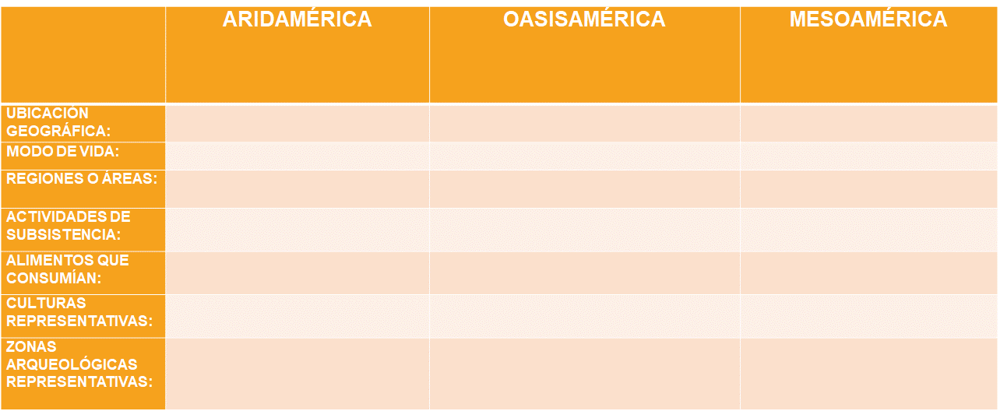 ARIDAMÉRICA OASISAMÉRICA MESOAMÉRICA
UBICACIÓN
GEOGRÁFICA:
MODO DE VIDA:
REGIONES O ÁREAS:
ACTIVIDADES DE
SUBSISTENCIA:
ALIMENTOS QUE
CONSUMÍAN:
CULTURAS
REPRESENTATIVAS:
ZONAS
ARQUEOLÓGICAS
REPRESENTATIVAS: